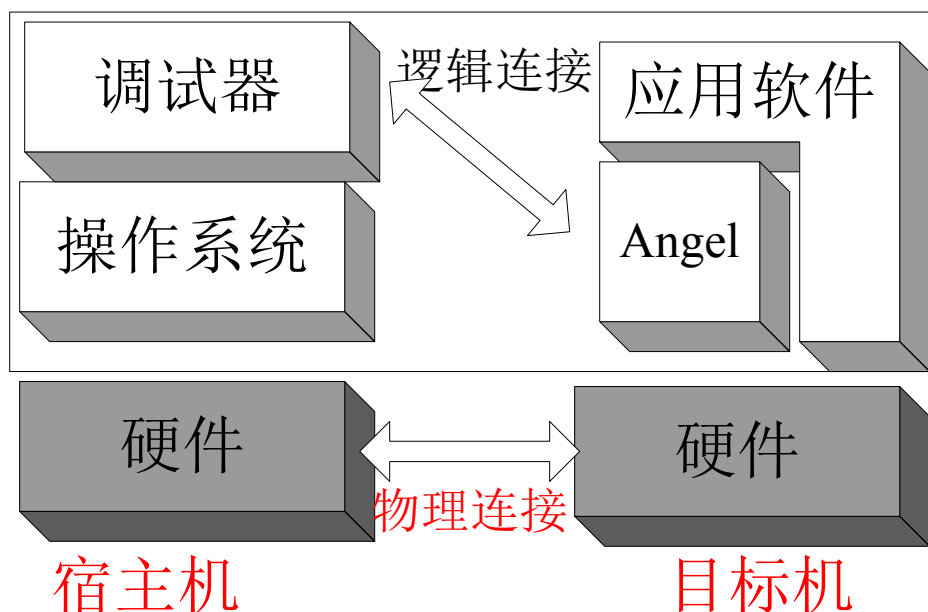 调试器
逻辑连接
应用软件
操作系统
Angel
硬件
硬件
物理连接
宿主机
目标机